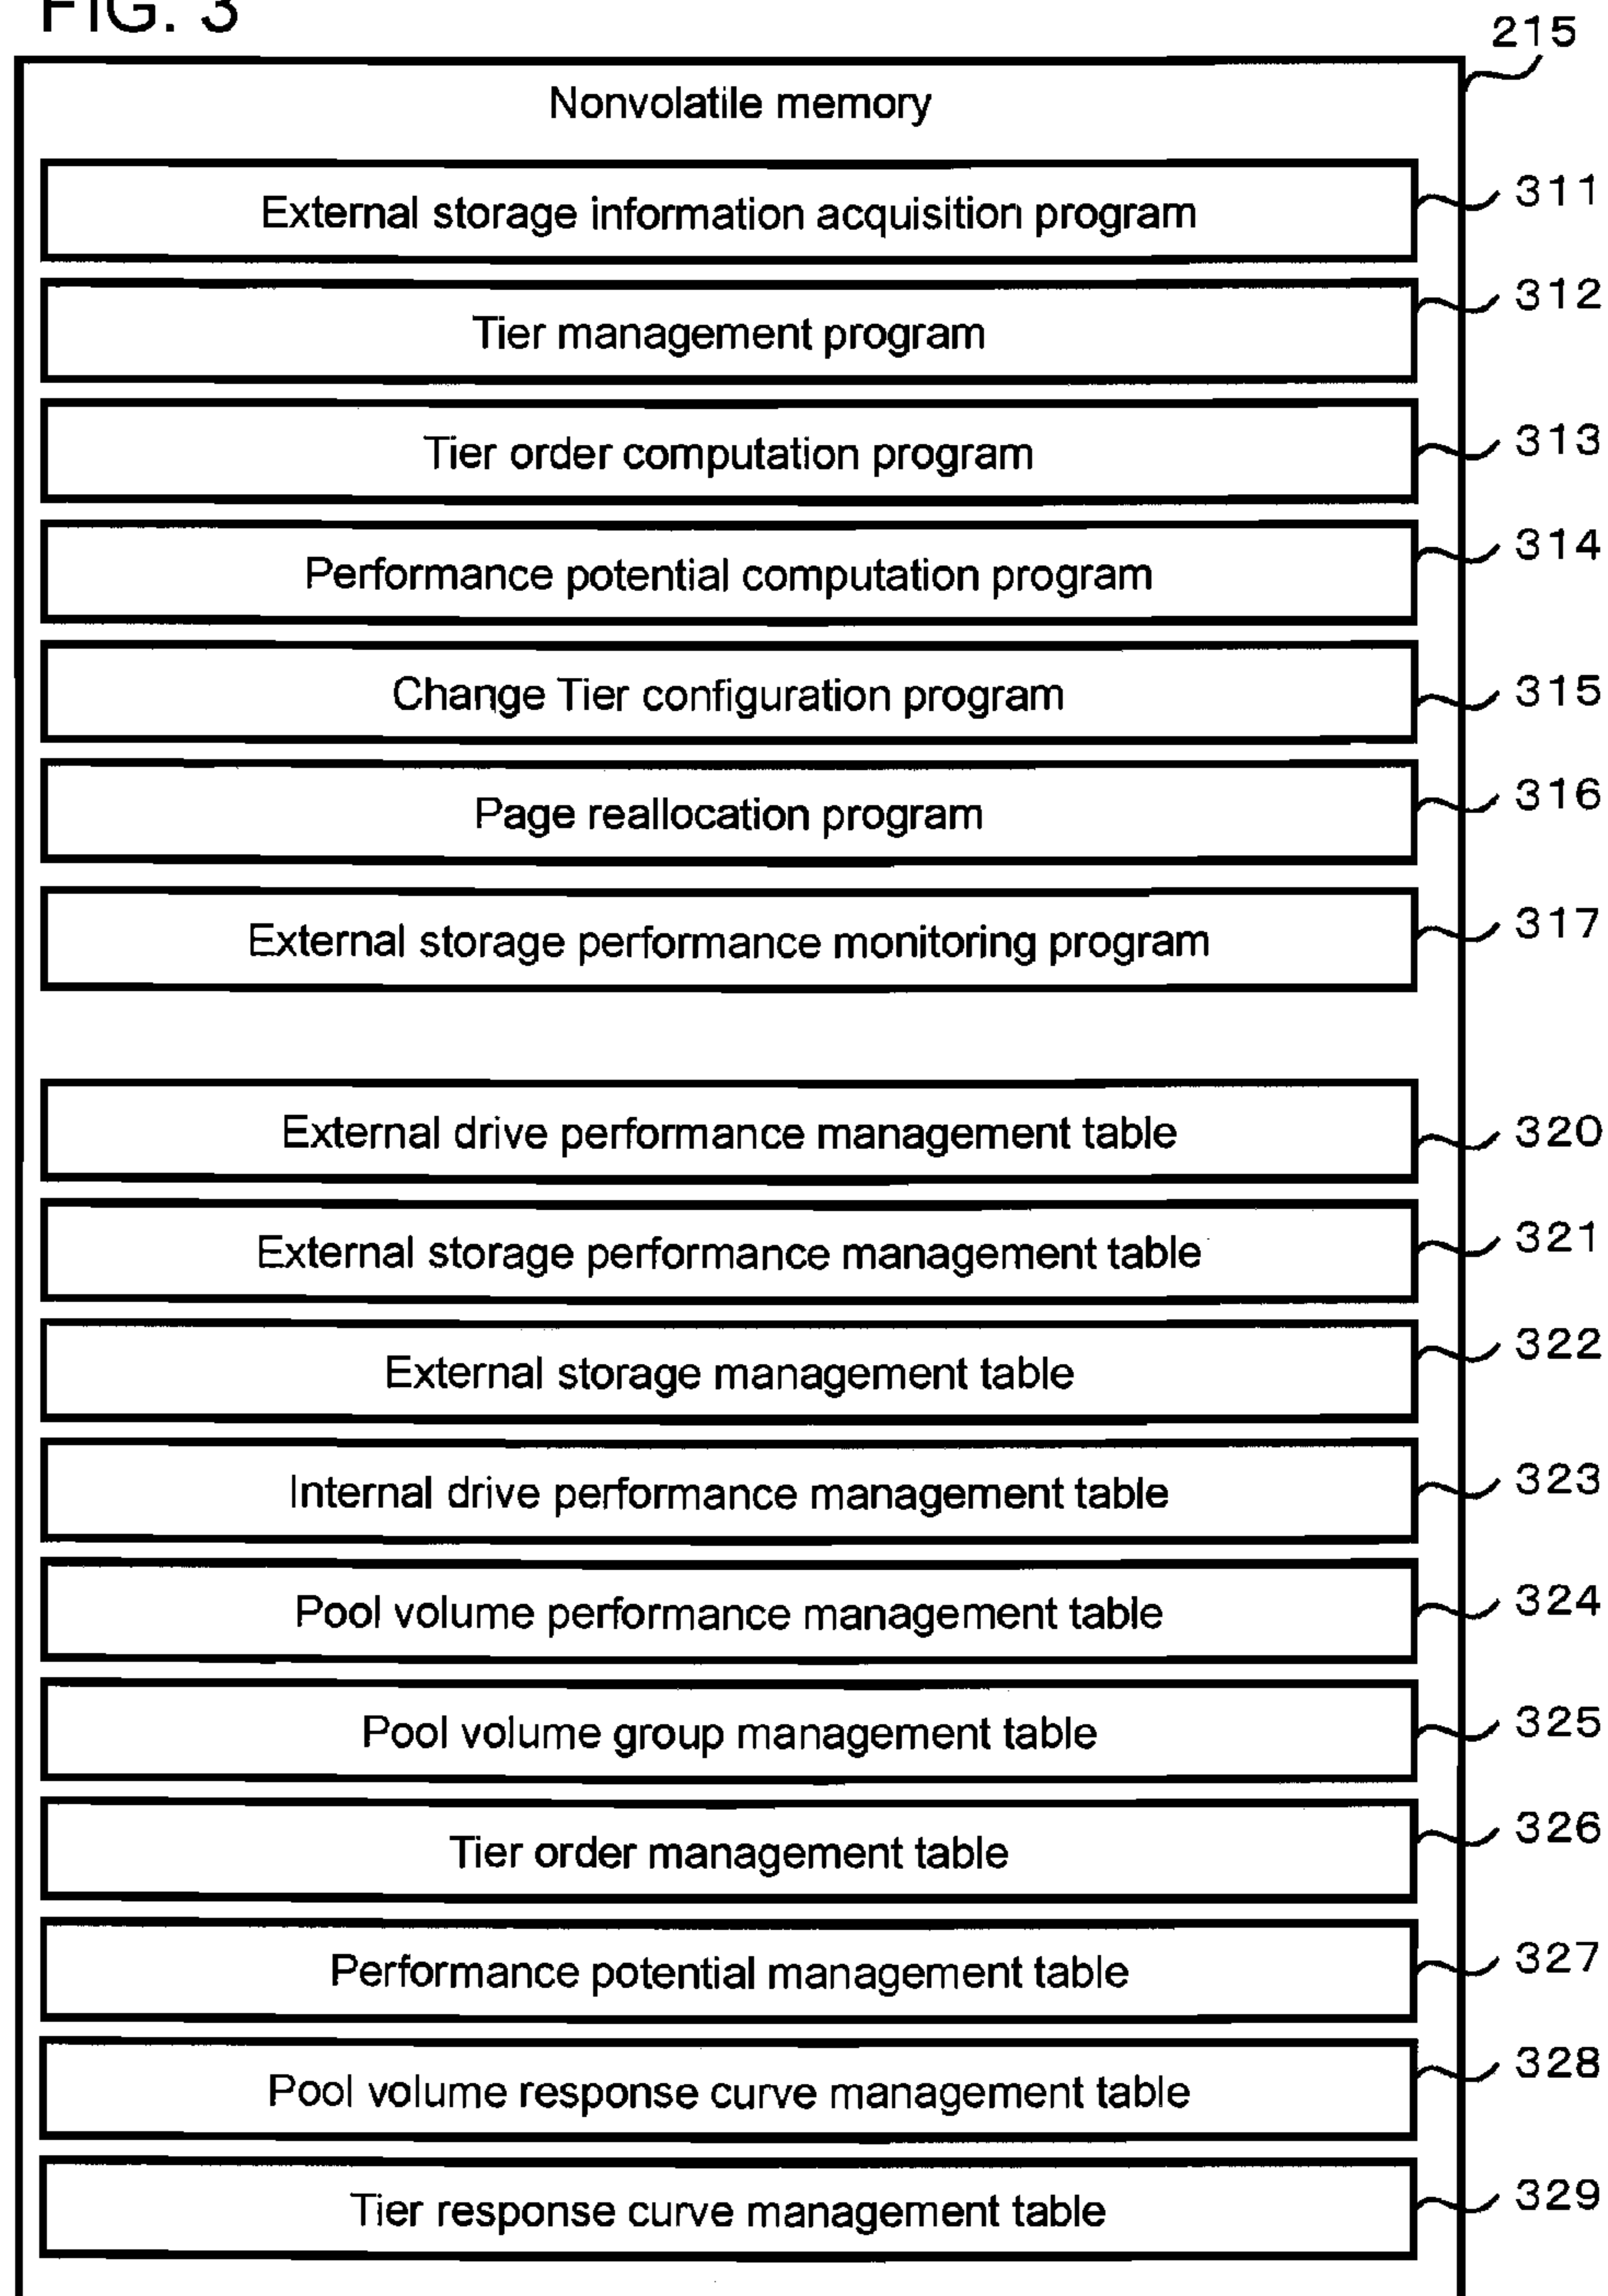 FIG. 3
215
Nonvolatile memory
External storage information acquisition program 311
Tier management program 312
Tier order computation program 313
Performance potential computation program 314
Change Tier configuration program 315
Page reallocation program 316
External storage performance monitoring program 317
External drive performance management table 320
External storage performance management table 321
External storage management table 322
Internal drive performance management table 323
Pool volume performance management table 324
Pool volume group management table 325
Tier order management table 326
Performance potential management table 327
Pool volume response curve management table 328
Tier response curve management table 329